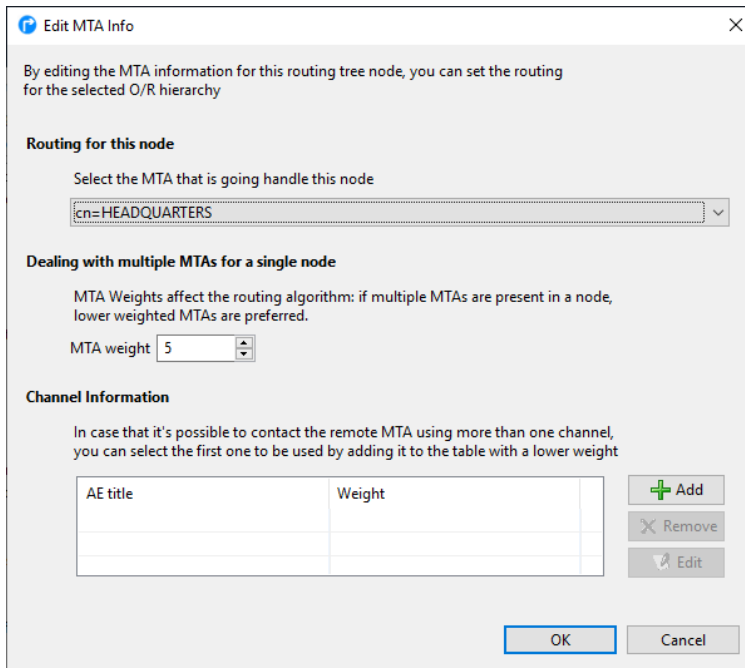 Edit MTA Info
By editing the MTA information for this routing tree node, you can set the routing
for the selected O/R hierarchy
Routing for this node
Select the MTA that is going handle this node
cn=HEADQUARTERS
Dealing with multiple MTAs for a single node
MTA Weights affect the routing algorithm: if multiple MTAs are present in a node,
lower weighted MTAs are preferred.
MTA weight 5
Channel Information
In case that it's possible to contact the remote MTA using more than one channel,
you can select the first one to be used by adding it to the table with a lower weight
AE title Weight
Add
Remove
Edit
OK Cancel